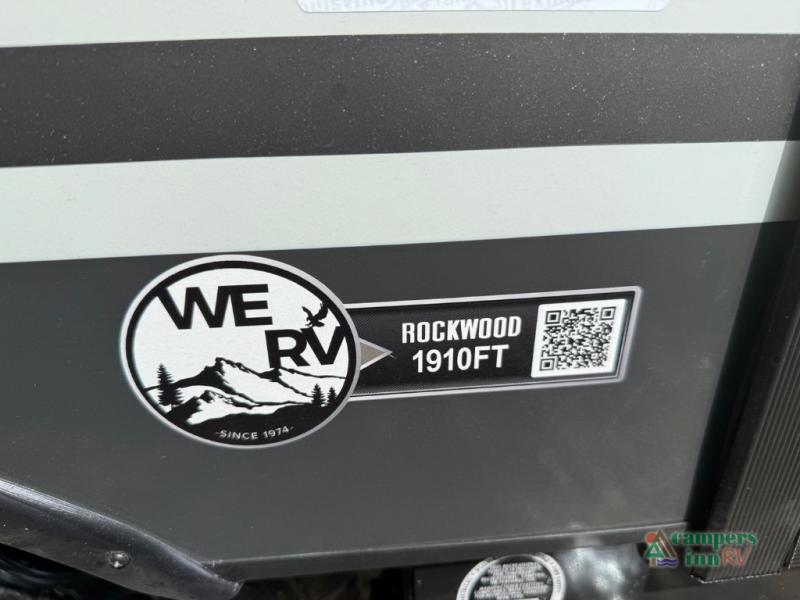 WE
RV
-SINCE 1974-
ROCKWOOD
1910FT
campers
inn RV